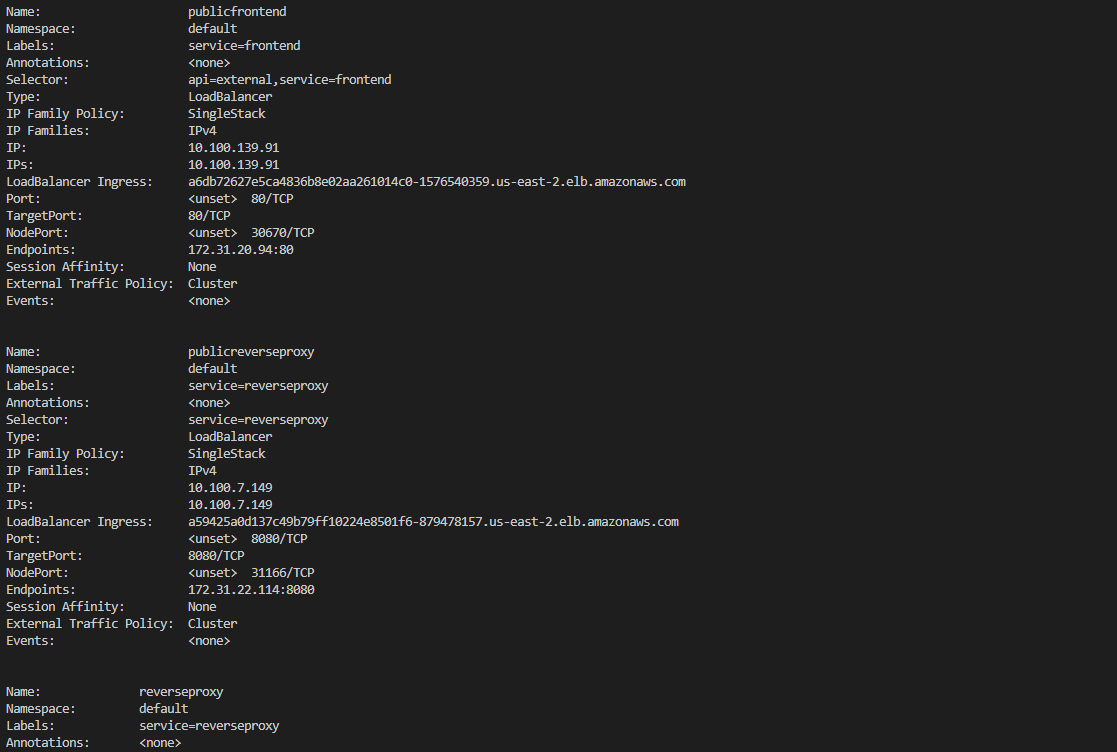 Name: publicfrontend
Namespace: default
Labels: service=frontend
Annotations: <none>
Selector: api=external,service=frontend
Type: LoadBalancer
IP Family Policy: SingleStack
IP Families: IPv4
IP: 10.100.139.91
IPs: 10.100.139.91
LoadBalancer Ingress: a6db72627e5ca4836b8e02aa261014c0-1576540359.us-east-2.elb.amazonaws.com
Port: <unset> 80/TCP
TargetPort: 80/TCP
NodePort: <unset> 30670/TCP
Endpoints: 172.31.20.94:80
Session Affinity: None
External Traffic Policy: Cluster
Events: <none>
Name: publicreverseproxy
Namespace: default
Labels: service=reverseproxy
Annotations: <none>
Selector: service=reverseproxy
Type: LoadBalancer
IP Family Policy: SingleStack
IP Families: IPv4
IP: 10.100.7.149
IPs: 10.100.7.149
LoadBalancer Ingress: a59425a0d137c49b79ff10224e8501f6-879478157.us-east-2.elb.amazonaws.com
Port: <unset> 8080/TCP
TargetPort: 8080/TCP
NodePort: <unset> 31166/TCP
Endpoints: 172.31.22.114:8080
Session Affinity: None
External Traffic Policy: Cluster
Events: <none>
Name: reverseproxy
Namespace: default
Labels: service=reverseproxy
Annotations: <none>